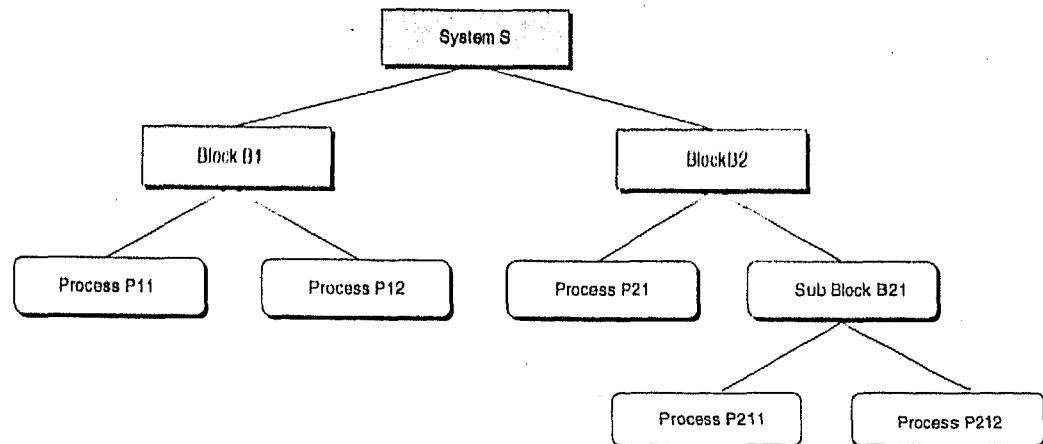 System S
Block B1
BlockB2
Process P11
Process P12
Process P21
Sub Block B21
Process P211
Process P212